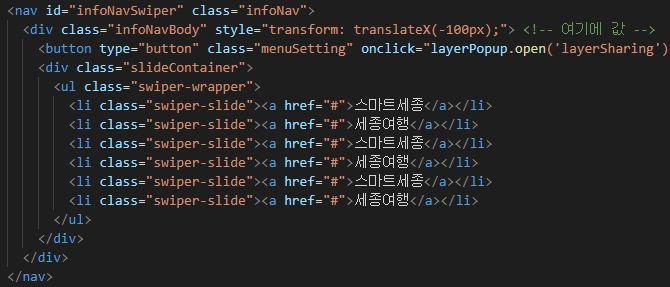 <nav id="infoNavSwiper" class="infoNav">
<div class="infoNavBody" style="transform: translateX(-100px);"> <!-- 여기에 값 -->
<button type="button" class="menuSetting" onclick="layerPopup.open('layerSharing')
<div class="slideContainer">
<ul class="swiper-wrapper">
<li class="swiper-slide"><a href="#">스마트세종</a></li>
<li class="swiper-slide"><a href="#">세종여행</a></li>
<li class="swiper-slide"><a href="#">스마트세종</a></li>
<li class="swiper-slide"><a href="#">세종여행</a></li>
<li class="swiper-slide"><a href="#">스마트세종</a></li>
<li class="swiper-slide"><a href="#">세종여행</a></li>
</ul>
</div>
</div>
</nav>